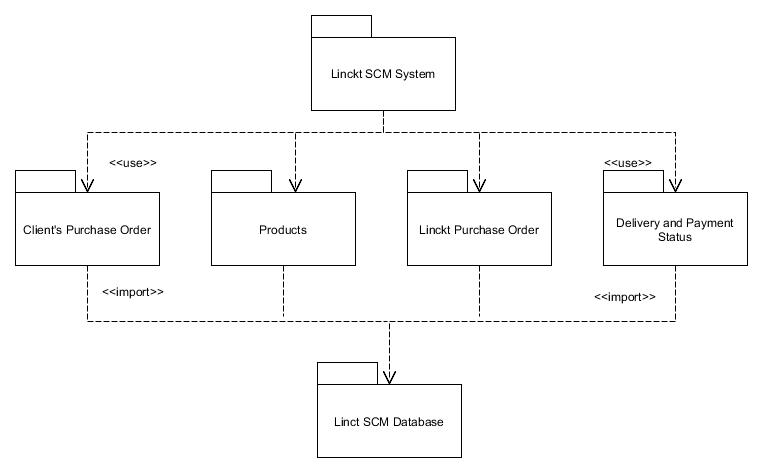 Linckt SCM System
<<use>>
<<use>>
Client's Purchase Order
Products
Linckt Purchase Order
Delivery and Payment
Status
<<import>>
<<import>>
Linct SCM Database